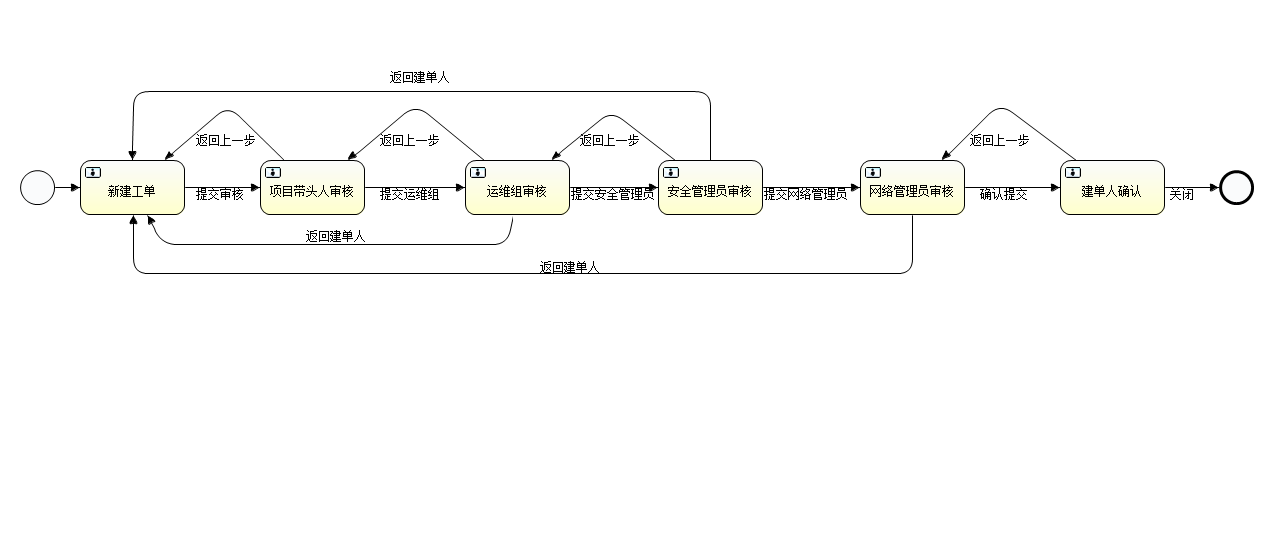 返回建单人
返回上一步
返回上一步
返回上一步
返回上一步
新建工单
提交审核
项目带头人审核
提交运维组
运维组审核
提交安全管理员
安全管理员审核
提交网络管理员
网络管理员审核
确认提交
建单人确认
关闭
返回建单人
返回建单人